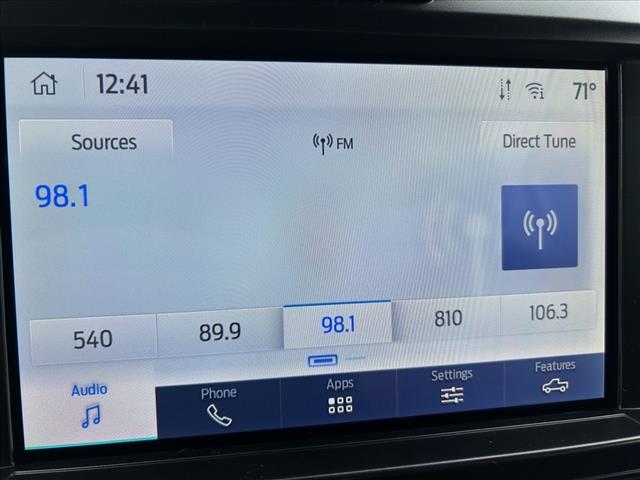 12:41 71°
Sources FM Direct Tune
98.1
540 89.9 98.1 810 106.3
Audio Phone Apps Settings Features